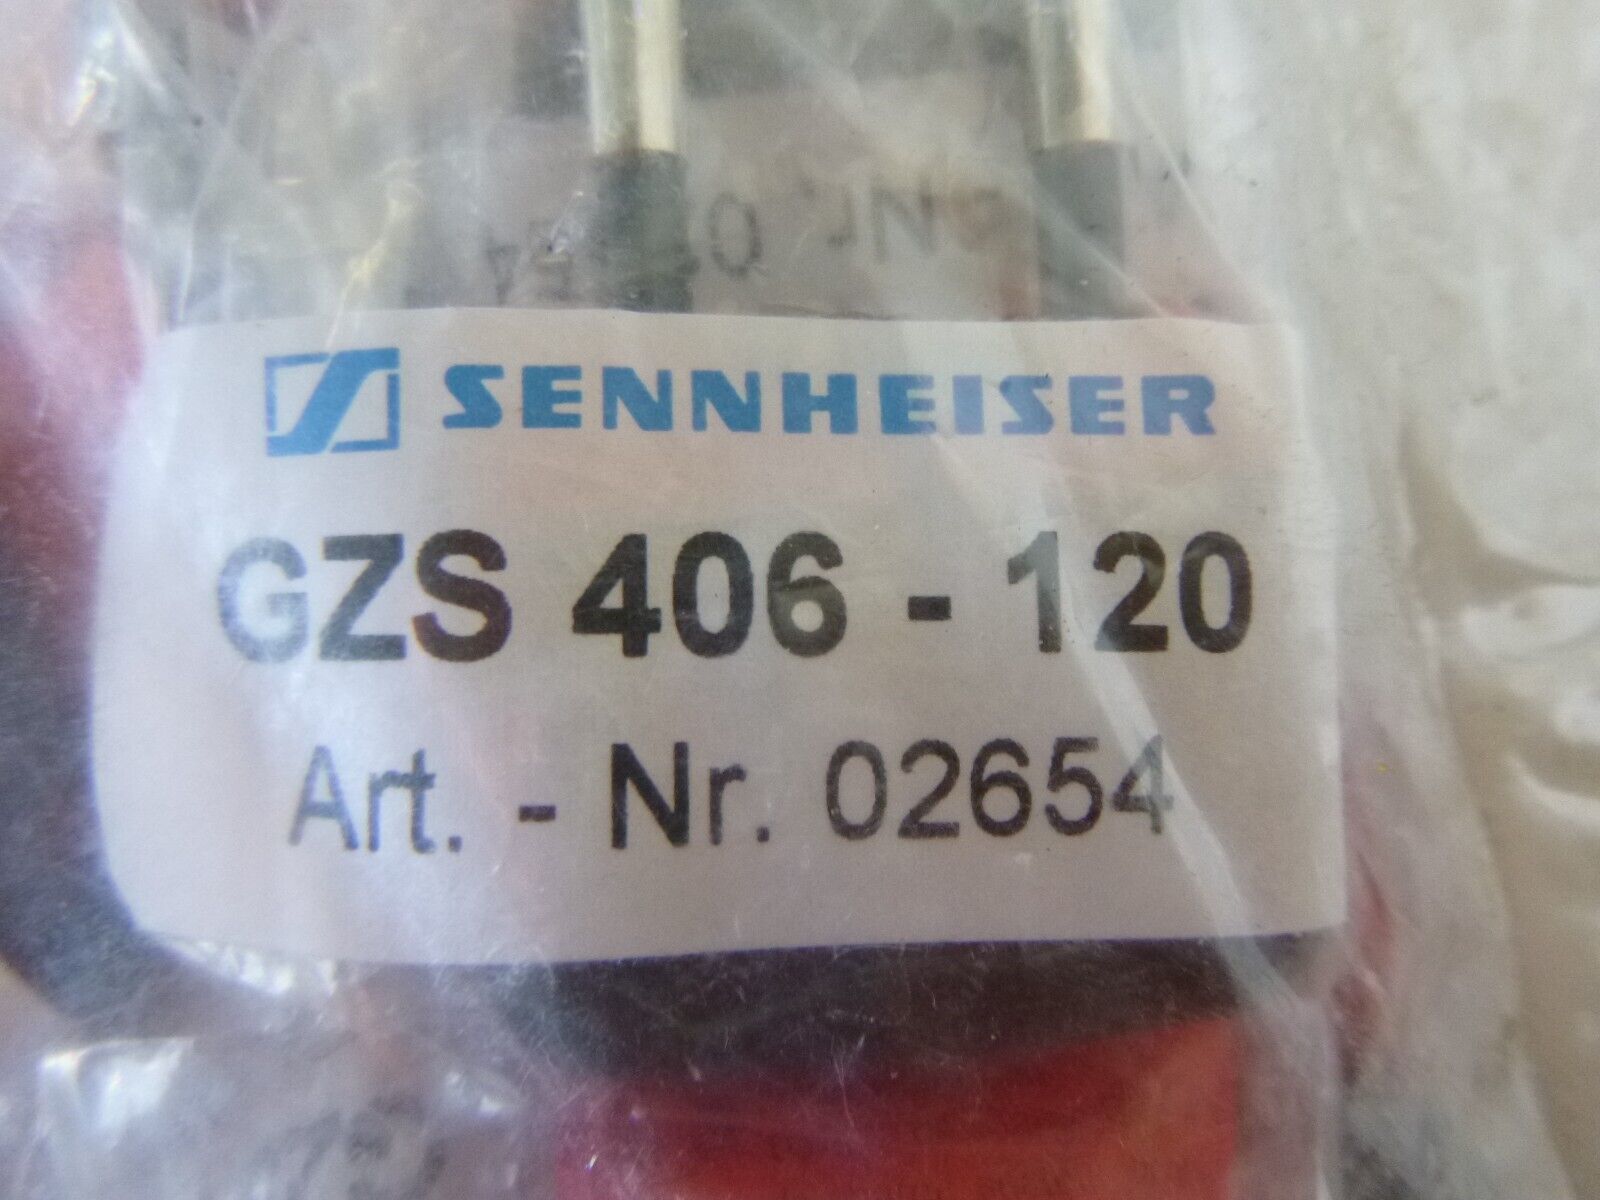 SENNHEISER
GZS 406 - 120
Art. - Nr. 02654